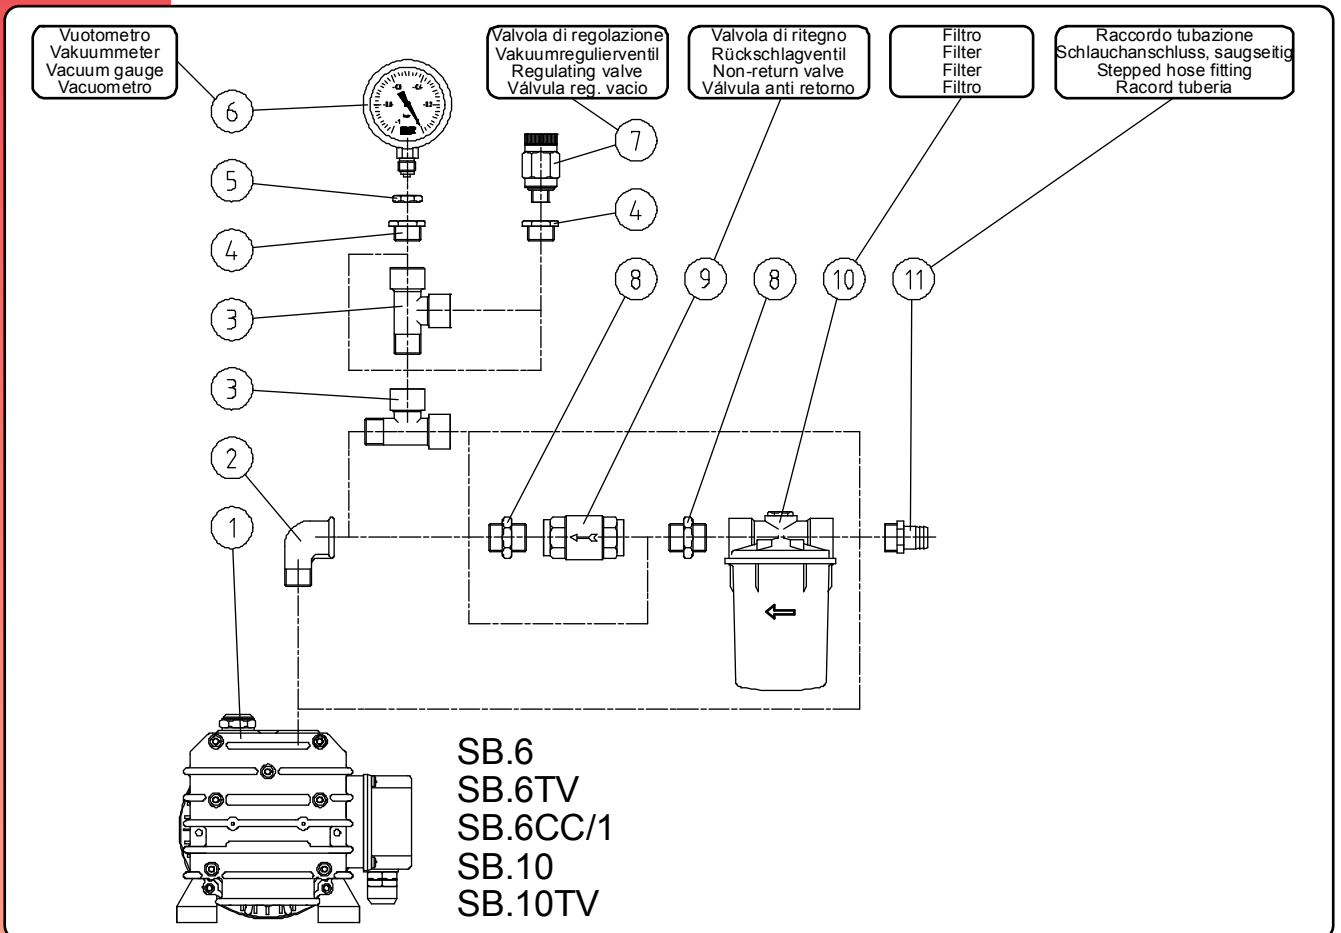 Vuotometro
Vakuummeter
Vacuum gauge
Vacuometro
Valvola di regolazione
Vakuumregulierventil
Regulating valve
Válvula reg. vacio
Valvola di ritegno
Rückschlagventil
Non-return valve
Válvula anti retorno
Filtro
Filter
Filter
Filtro
Raccordo tubazione
Schlauchanschluss, saugseitig
Stepped hose fitting
Racord tuberia
6
7
5
4
4
8
9
8
10
11
3
3
2
1
SB.6
SB.6TV
SB.6CC/1
SB.10
SB.10TV